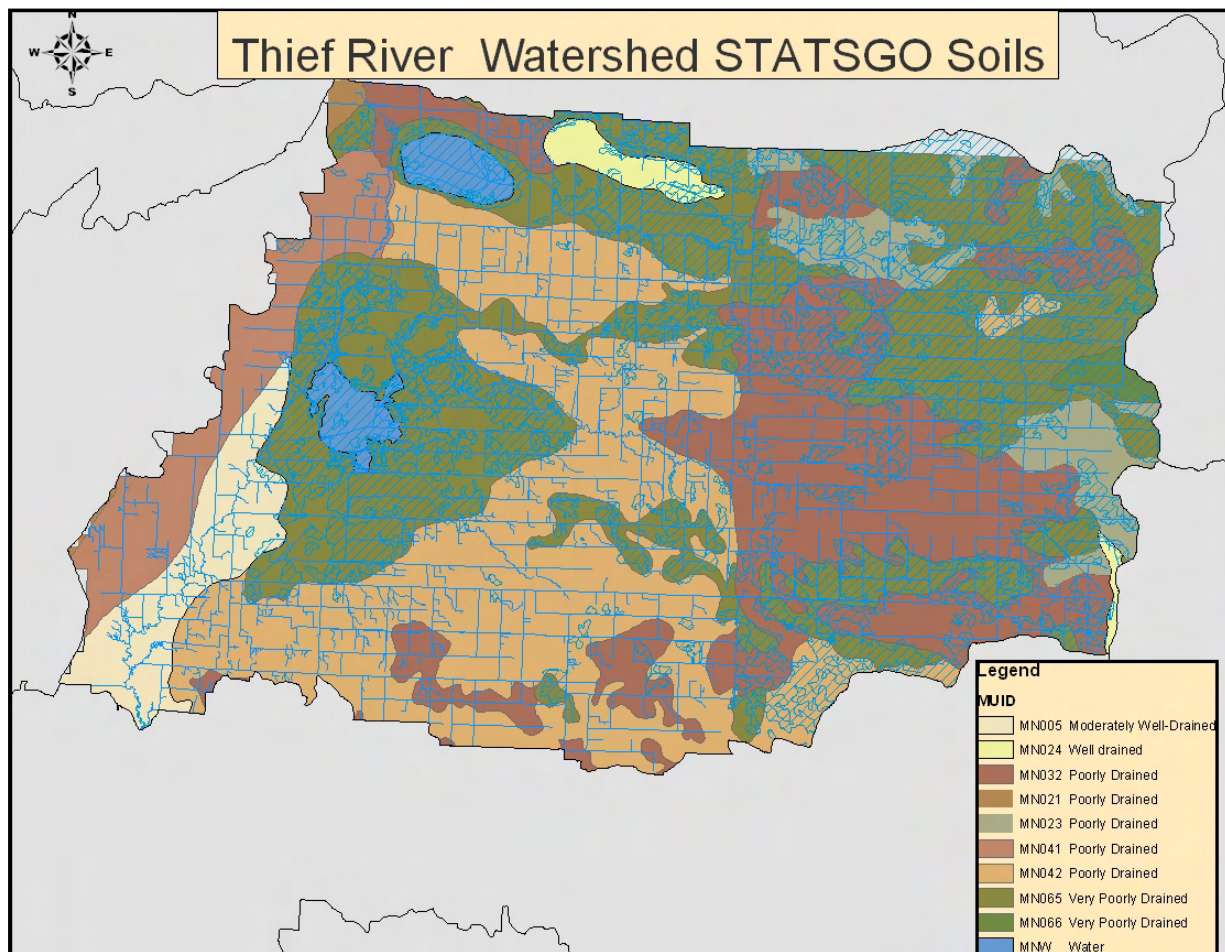 N
W E
S
Thief River Watershed STATSGO Soils
Legend
MUID
MN005 Moderately Well-Drained
MN024 Well drained
MN032 Poorly Drained
MN021 Poorly Drained
MN023 Poorly Drained
MN041 Poorly Drained
MN042 Poorly Drained
MN065 Very Poorly Drained
MN066 Very Poorly Drained
MNW Water